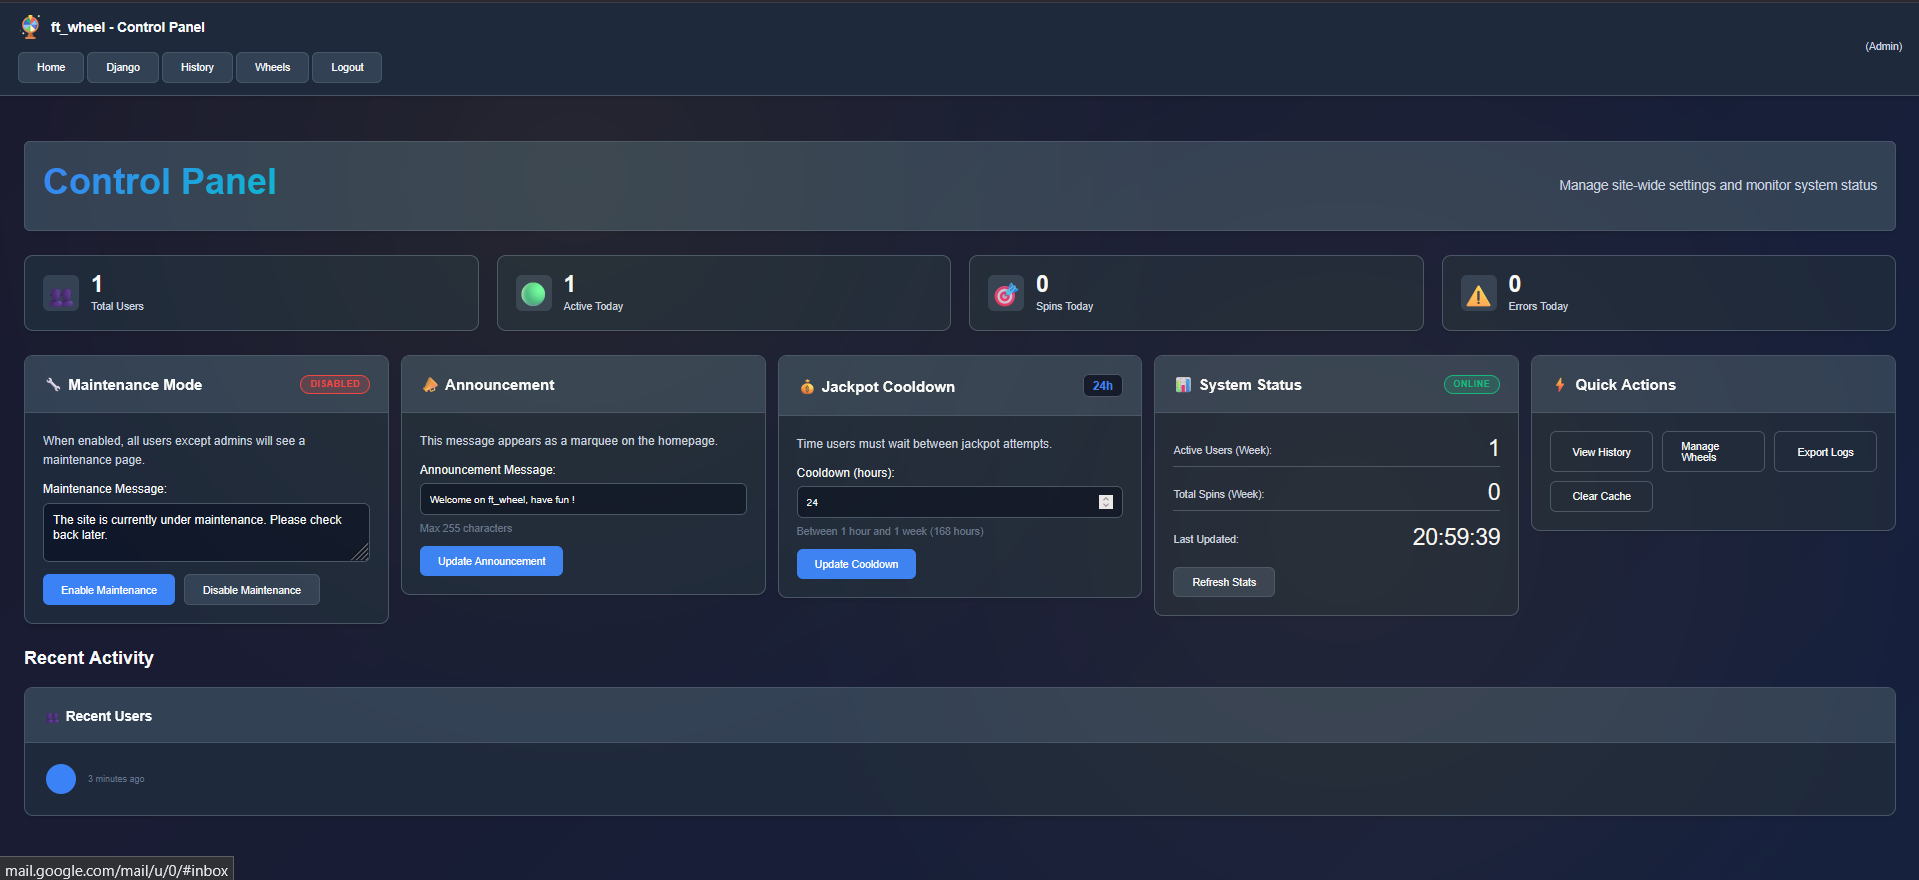 ft_wheel - Control Panel
(Admin)
Home
Django
History
Wheels
Logout
Control Panel
Manage site-wide settings and monitor system status
1
Total Users
1
Active Today
0
Spins Today
0
Errors Today
Maintenance Mode
DISABLED
When enabled, all users except admins will see a
maintenance page.
Maintenance Message:
The site is currently under maintenance. Please check
back later.
Enable Maintenance
Disable Maintenance
Announcement
This message appears as a marquee on the homepage.
Announcement Message:
Welcome on ft_wheel, have fun !
Max 255 characters
Update Announcement
Jackpot Cooldown
24h
Time users must wait between jackpot attempts.
Cooldown (hours):
24
Between 1 hour and 1 week (168 hours)
Update Cooldown
System Status
ONLINE
Active Users (Week):
1
Total Spins (Week):
0
Last Updated:
20:59:39
Refresh Stats
Quick Actions
View History
Manage
Wheels
Export Logs
Clear Cache
Recent Activity
Recent Users
3 minutes ago
mail.google.com/mail/u/0/#inbox